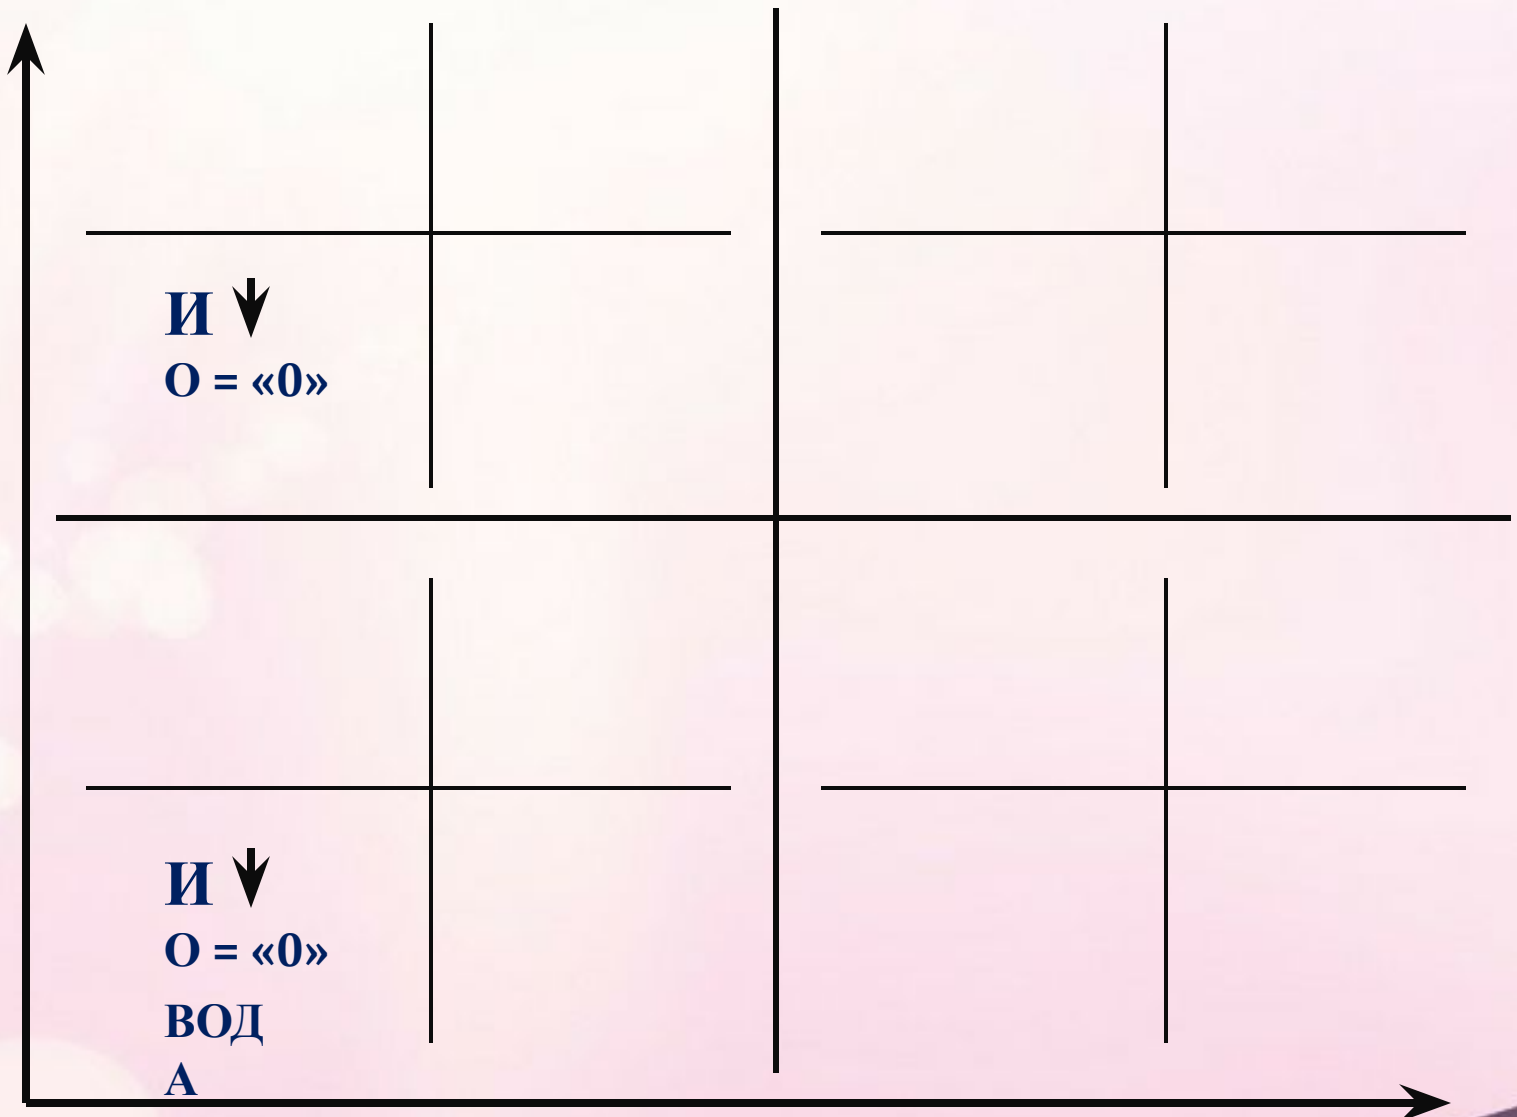 И
О = «0»
И
О = «0»
ВОД
А